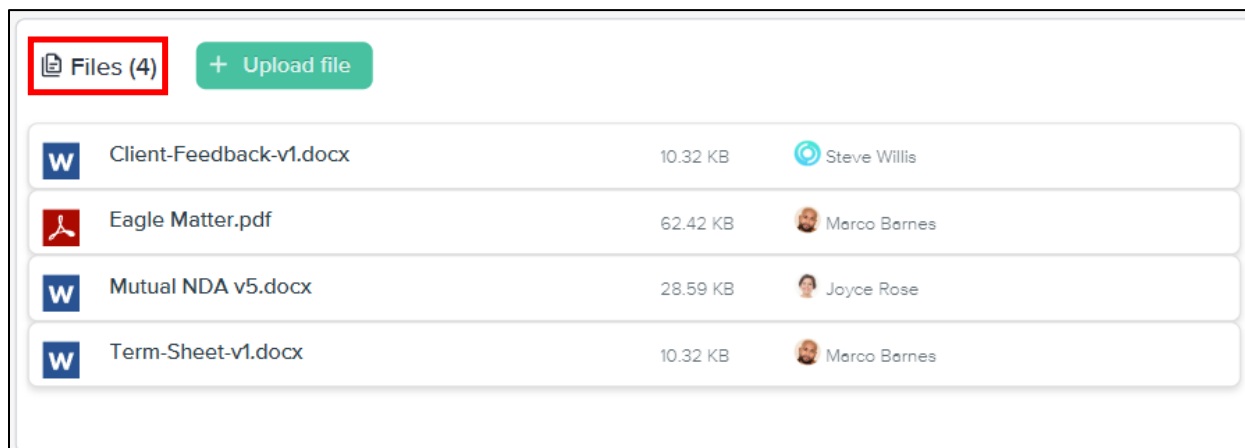 Files (4)
+ Upload file
W Client-Feedback-v1.docx 10.32 KB Steve Willis
Eagle Matter.pdf 62.42 KB Marco Barnes
W Mutual NDA v5.docx 28.59 KB Joyce Rose
W Term-Sheet-v1.docx 10.32 KB Marco Barnes